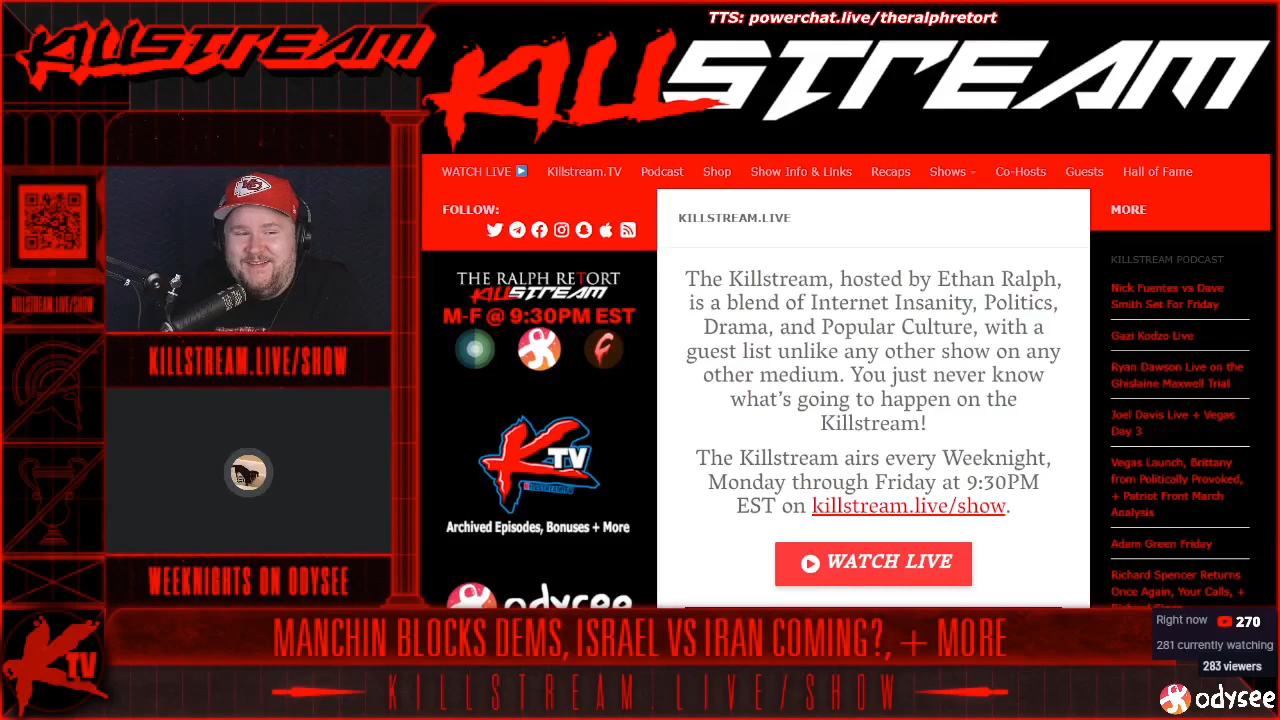 TTS: powerchat.live/theralphretort
KILLSTREAM
KILLSTREAM
WATCH LIVE
Killstream.TV
Podcast
Shop
Show Info & Links
Recaps
Shows
Co-Hosts
Guests
Hall of Fame
FOLLOW:
KILLSTREAM.LIVE
MORE
KILLSTREAM.LIVE/SHOW
THE RALPH RETORT
KILLSTREAM
M-F @ 9:30PM EST
The Killstream, hosted by Ethan Ralph,
is a blend of Internet Insanity, Politics,
Drama, and Popular Culture, with a
guest list unlike any other show on any
other medium. You just never know
what's going to happen on the
Killstream!
The Killstream airs every Weeknight,
Monday through Friday at 9:30PM
EST on killstream.live/show.
WATCH LIVE
KILLSTREAM PODCAST
Nick Fuentes vs Dave
Smith Set For Friday
Gazi Kodzo Live
Ryan Dawson Live on the
Ghislaine Maxwell Trial
Joel Davis Live + Vegas
Day 3
Vegas Launch, Brittany
from Politically Provoked,
+ Patriot Front March
Analysis
Adam Green Friday
Richard Spencer Returns
Once Again, Your Calls, +
KILLSTREAM.LIVE/SHOW
KTV
Archived Episodes, Bonuses + More
odysee
WEEKNIGHTS ON ODYSEE
KTV
MANCHIN BLOCKS DEMS, ISRAEL VS IRAN COMING?, + MORE
KILLSTREAM.LIVE/SHOW
Right now
270
281 currently watching
283 viewers
odysee